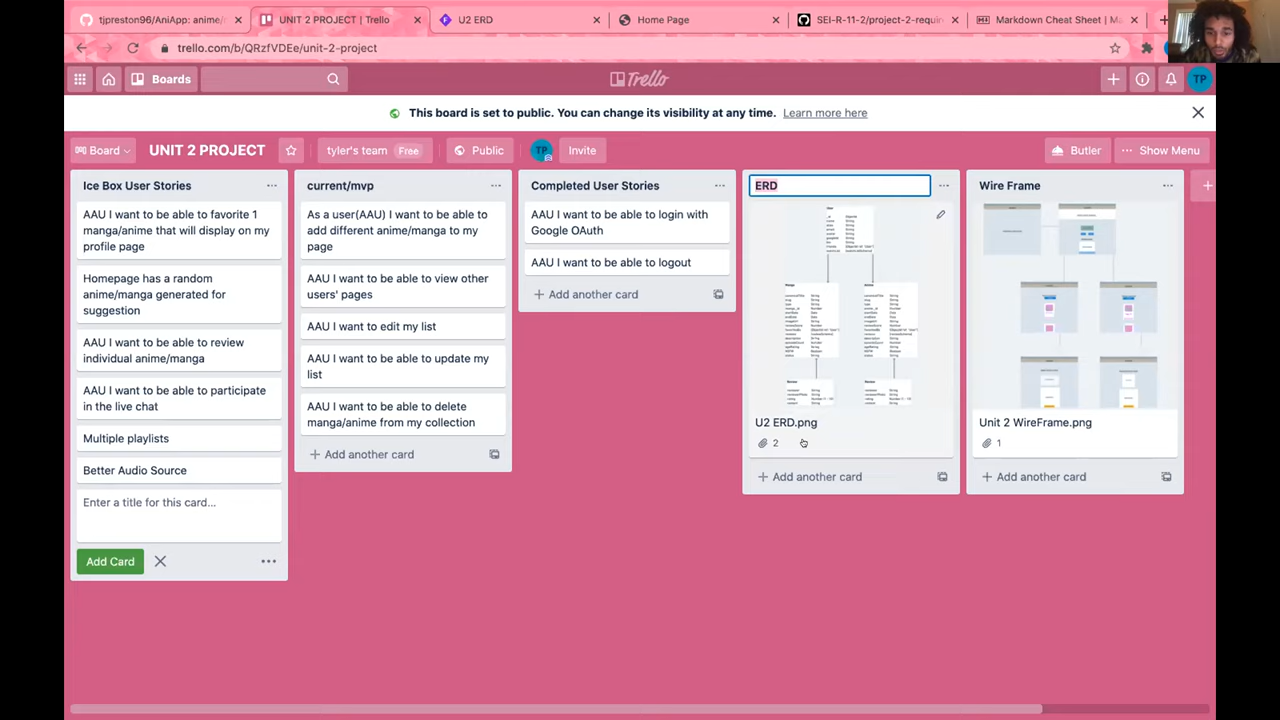 tjpreston96/AniApp: anime/m
UNIT 2 PROJECT | Trello
U2 ERD
Home Page
SEI-R-11-2/project-2-requir
Markdown Cheat Sheet | Ma
trello.com/b/QRzfVDEe/unit-2-project
Boards
Trello
TP
This board is set to public. You can change its visibility at any time. Learn more here
Board
UNIT 2 PROJECT
tyler's team Free
Public
TP
Invite
Butler
Show Menu
Ice Box User Stories
AAU I want to be able to favorite 1
manga/anime that will display on my
profile page
Homepage has a random
anime/manga generated for
suggestion
AAU I want to be able to review
individual anime/manga
AAU I want to be able to participate
in the live chat
Multiple playlists
Better Audio Source
Enter a title for this card...
Add Card
current/mvp
As a user(AAU) I want to be able to
add different anime/manga to my
page
AAU I want to be able to view other
users' pages
AAU I want to edit my list
AAU I want to be able to update my
list
AAU I want to be able to delete
manga/anime from my collection
Add another card
Completed User Stories
AAU I want to be able to login with
Google OAuth
AAU I want to be able to logout
Add another card
ERD
U2 ERD.png
2
Add another card
Wire Frame
Unit 2 WireFrame.png
1
Add another card